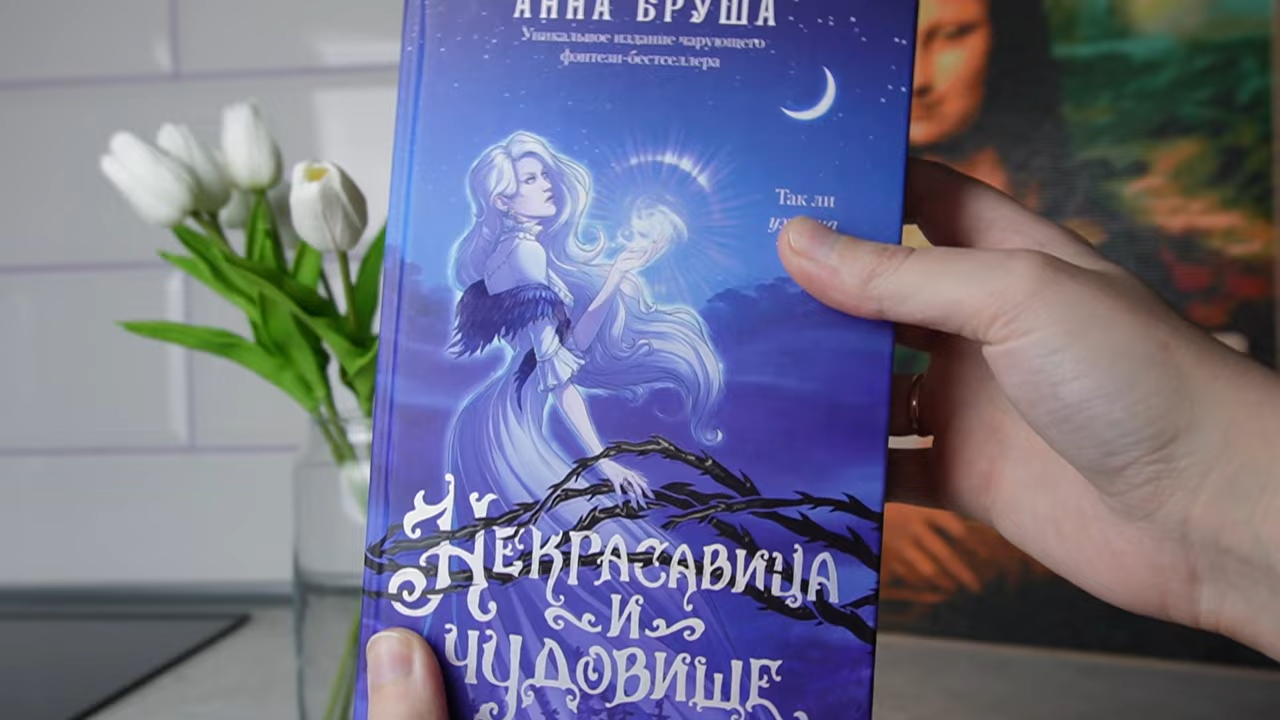 АННА БРУША
Уникальное издание чарующего
фэнтези-бестселлера
Так ли
НЕКРАСАВИЦА
И
ЧУДОВИЩЕ